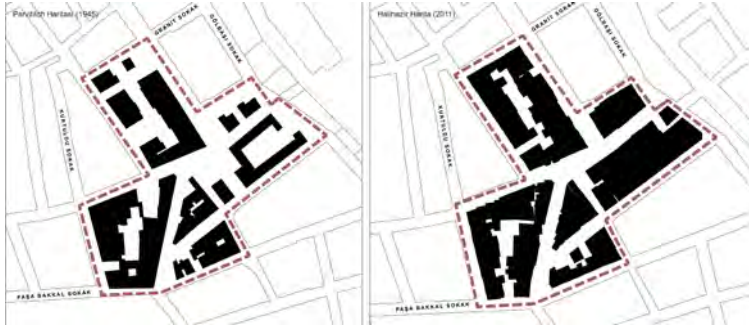 Pervititsh Haritası (1945)
GRANİT SOKAK
GÖLBAŞI SOKAK
KURTULUŞ SOKAK
PAŞA BAKKAL SOKAK
Halihazır Harita (2011)
GRANİT SOKAK
GÖLBAŞI SOKAK
KURTULUŞ SOKAK
PAŞA BAKKAL SOKAK